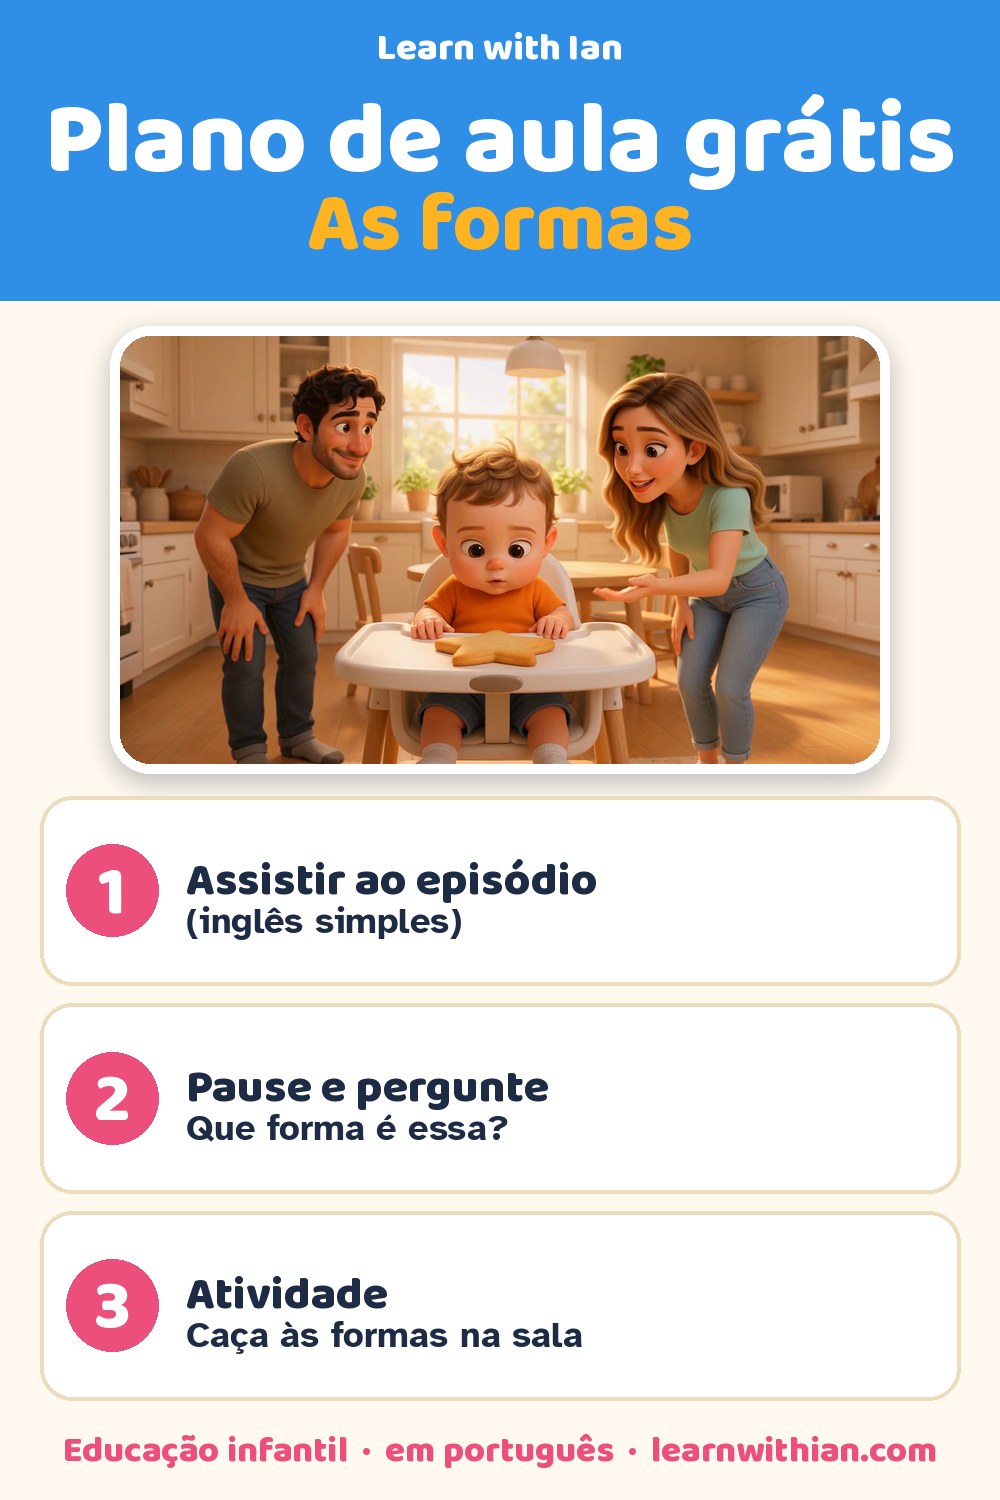 Learn with Ian
Plano de aula grátis
As formas
1
Assistir ao episódio
(inglês simples)
2
Pause e pergunte
Que forma é essa?
3
Atividade
Caça às formas na sala
Educação infantil • em português • learnwithian.com